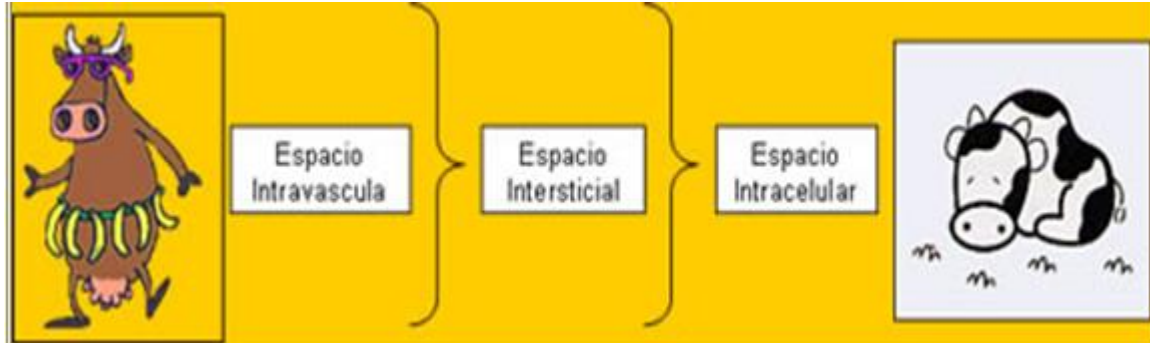 Espacio
Intravascula
Espacio
Intersticial
Espacio
Intracelular